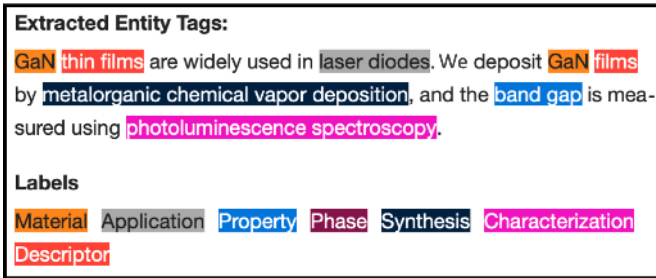 Extracted Entity Tags:
GaN thin films are widely used in laser diodes. We deposit GaN films
by metalorganic chemical vapor deposition, and the band gap is mea-
sured using photoluminescence spectroscopy.
Labels
Material Application Property Phase Synthesis Characterization
Descriptor